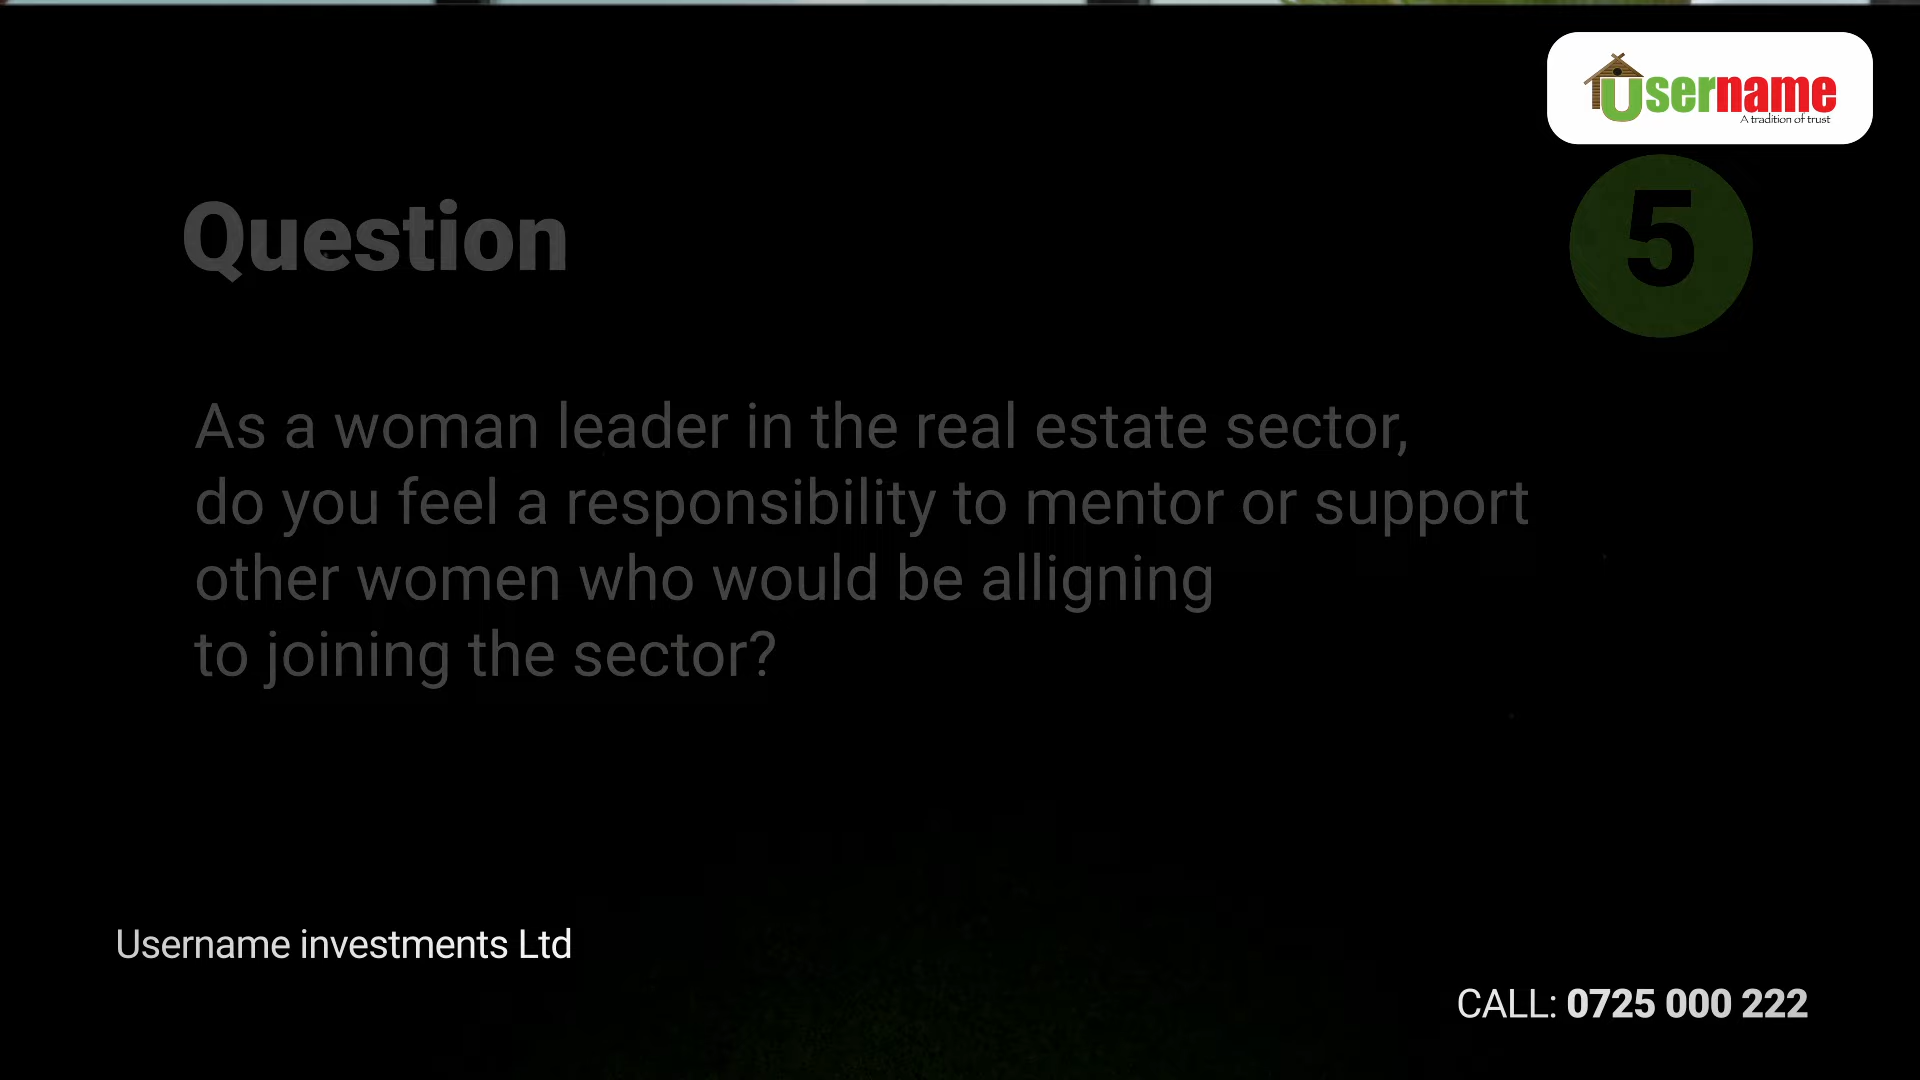 Username
A tradition of trust
Question
5
As a woman leader in the real estate sector,
do you feel a responsibility to mentor or support
other women who would be alligning
to joining the sector?
Username investments Ltd
CALL: 0725 000 222